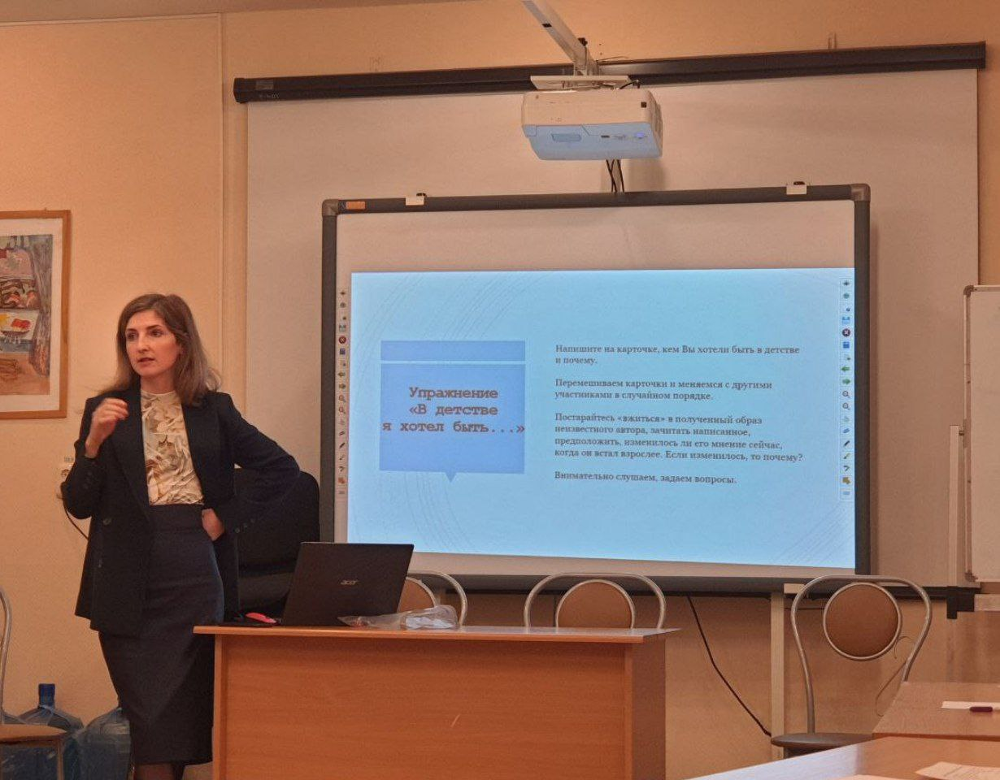 Упражнение
«В детстве
я хотел быть...»
Напишите на карточке, кем Вы хотели быть в детстве
и почему.
Перемешиваем карточки и меняемся с другими
участниками в случайном порядке.
Постарайтесь «вжиться» в полученный образ
неизвестного автора, зачитать написанное,
предположить, изменилось ли его мнение сейчас,
когда он встал взрослее. Если изменилось, то почему?
Внимательно слушаем, задаем вопросы.
acer